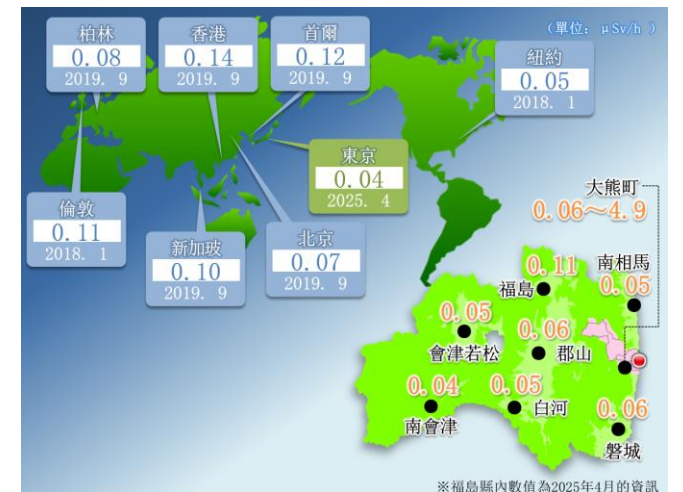 （單位: μSv/h ）
柏林
0.08
2019. 9
香港
0.14
2019. 9
首爾
0.12
2019. 9
紐約
0.05
2018. 1
東京
0.04
2025. 4
倫敦
0.11
2018. 1
新加玻
0.10
2019. 9
北京
0.07
2019. 9
大熊町
0.06～4.9
0.11
福島
南相馬
0.05
0.05
會津若松
0.06
郡山
0.04
南會津
0.05
白河
0.06
磐城
※福島縣內數值為2025年4月的資訊